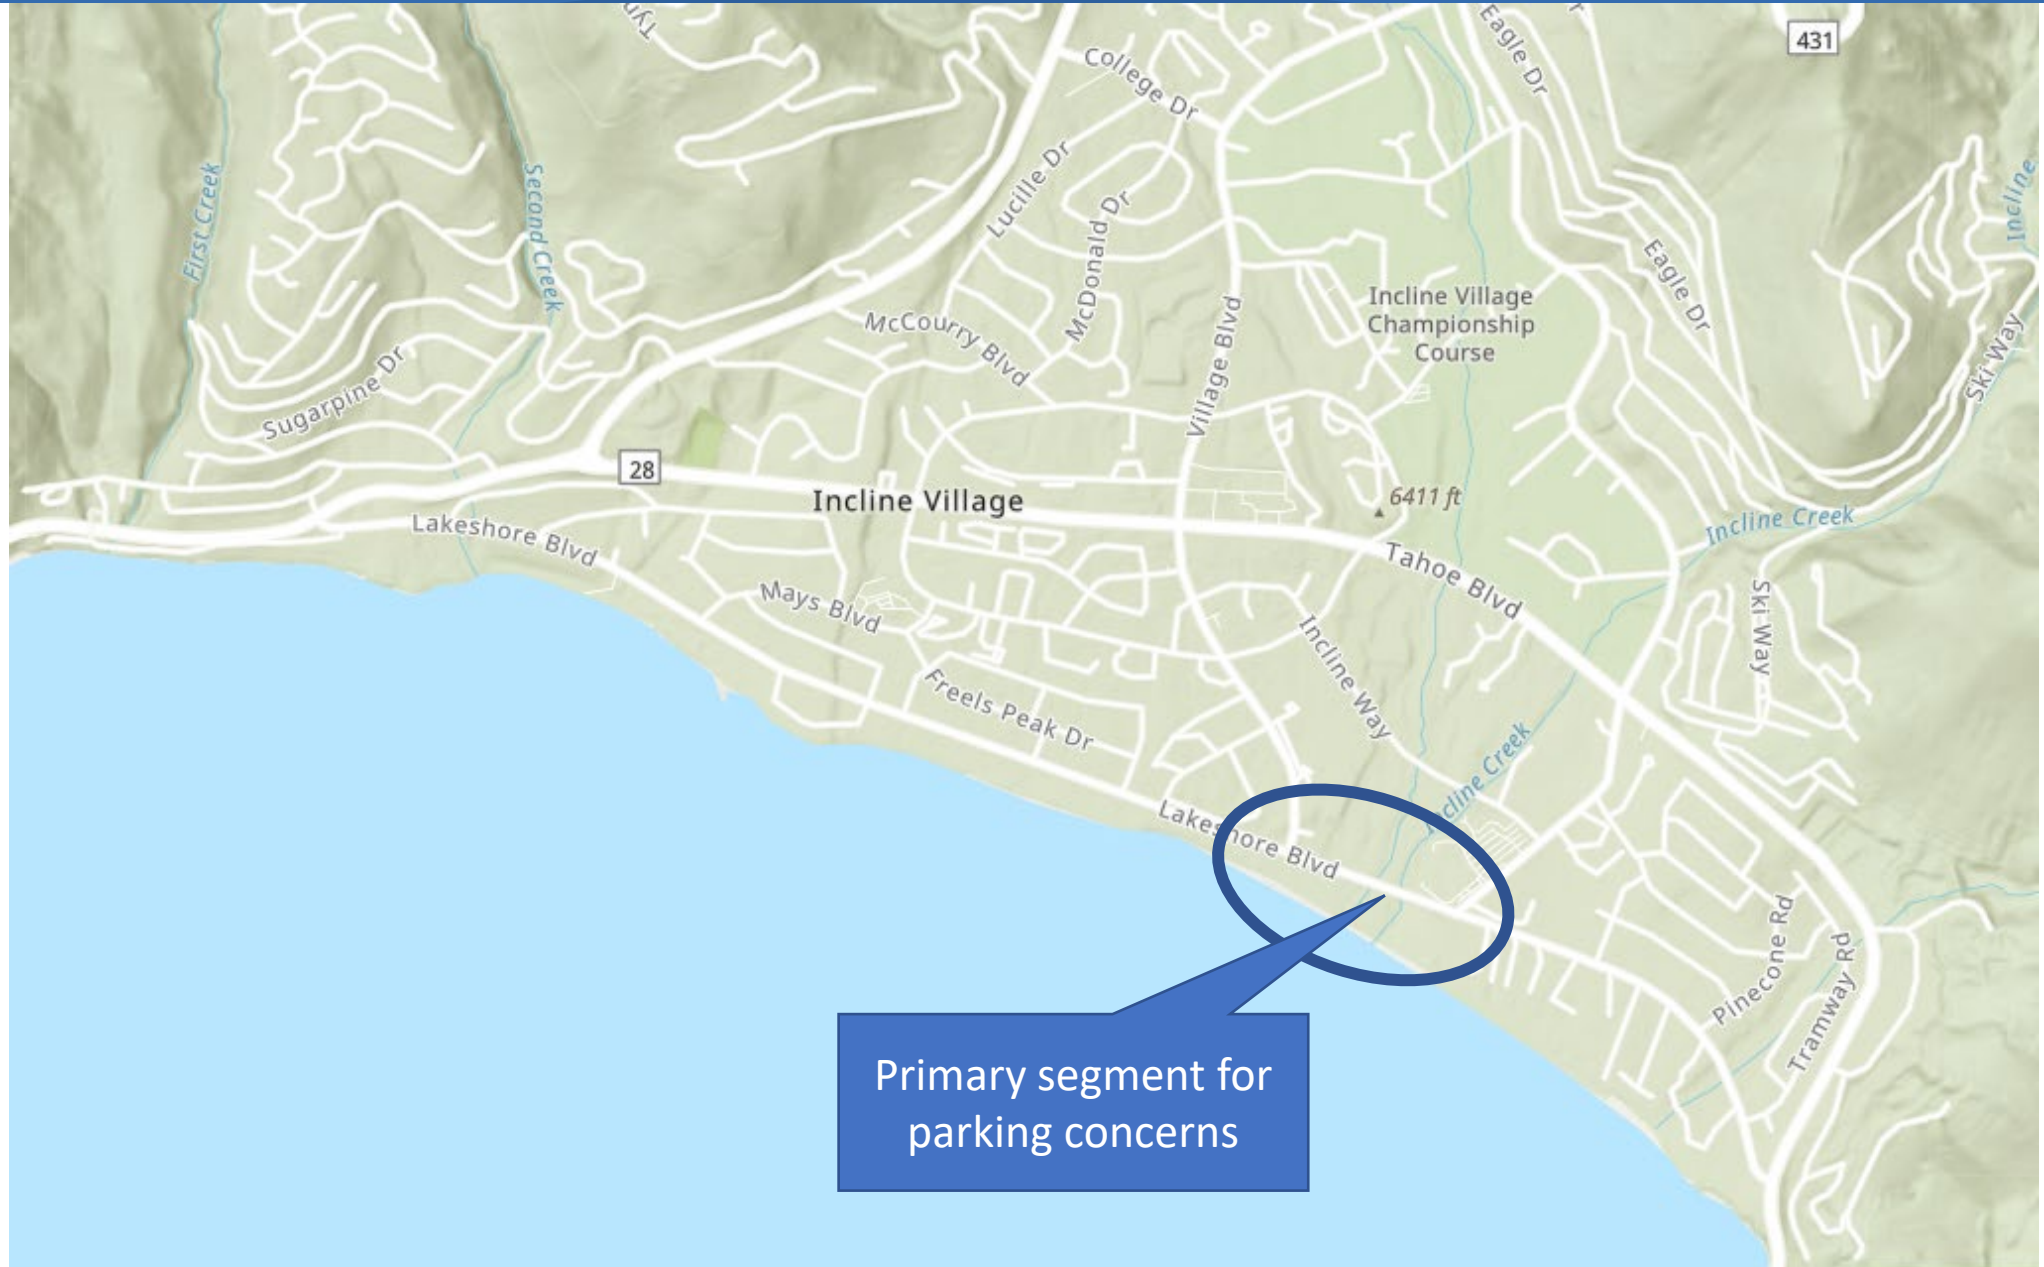 Tyn
College Dr
Eagle Dr
r
431
First Creek
Second Creek
Lucille Dr
McDonald Dr
Incline
Eagle Dr
Incline Village
Championship
Course
McCourry Blvd
Village Blvd
Ski Way
Sugarpine Dr
28
Incline Village
6411 ft
Incline Creek
Lakeshore Blvd
Tahoe Blvd
Mays Blvd
Ski Way
Incline Way
Freels Peak Dr
Incline Creek
Lakeshore Blvd
Pinecone Rd
Tramway Rd
Primary segment for
parking concerns